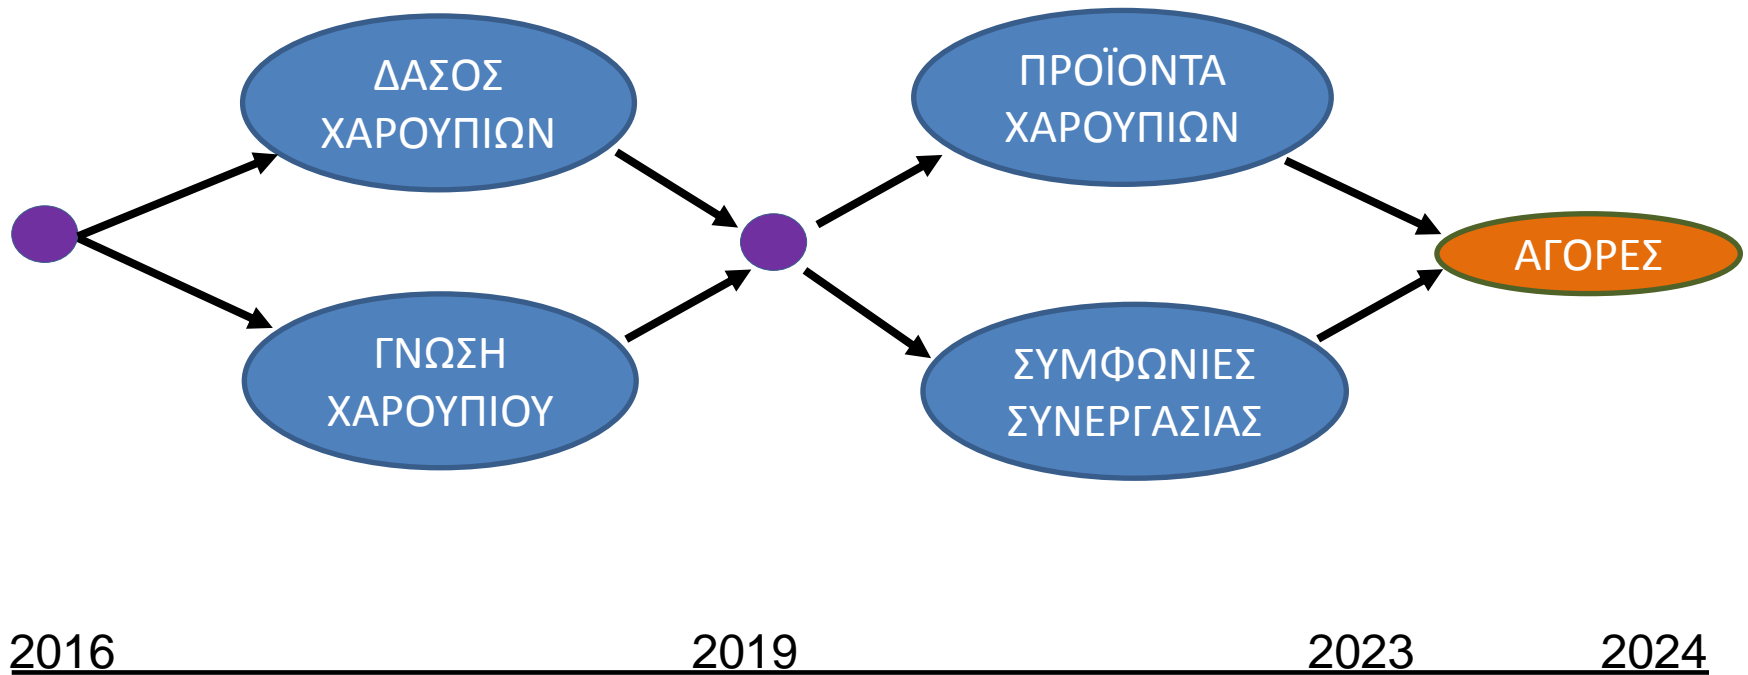 ΔΑΣΟΣ
ΧΑΡΟΥΠΙΩΝ
ΓΝΩΣΗ
ΧΑΡΟΥΠΙΟΥ
ΠΡΟΪΟΝΤΑ
ΧΑΡΟΥΠΙΩΝ
ΣΥΜΦΩΝΙΕΣ
ΣΥΝΕΡΓΑΣΙΑΣ
ΑΓΟΡΕΣ
2016 2019 2023 2024